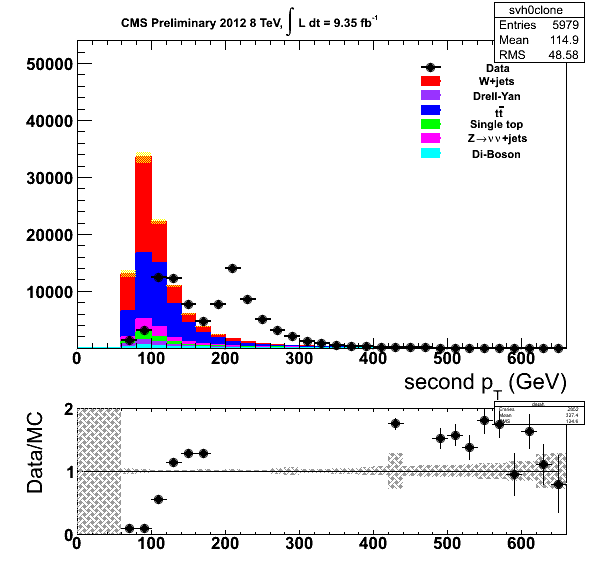 CMS Preliminary 2012 8 TeV, ∫ L dt = 9.35 fb⁻¹
svh0clone
Entries 5979
Mean 114.9
RMS 48.58
50000
40000
30000
20000
10000
Data
W+jets
Drell-Yan
tt̅
Single top
Z→νν+jets
Di-Boson
0 100 200 300 400 500 600
second p_T (GeV)
Data/MC
2
1
0
Entries 2652
0 100 200 300 400 500 600